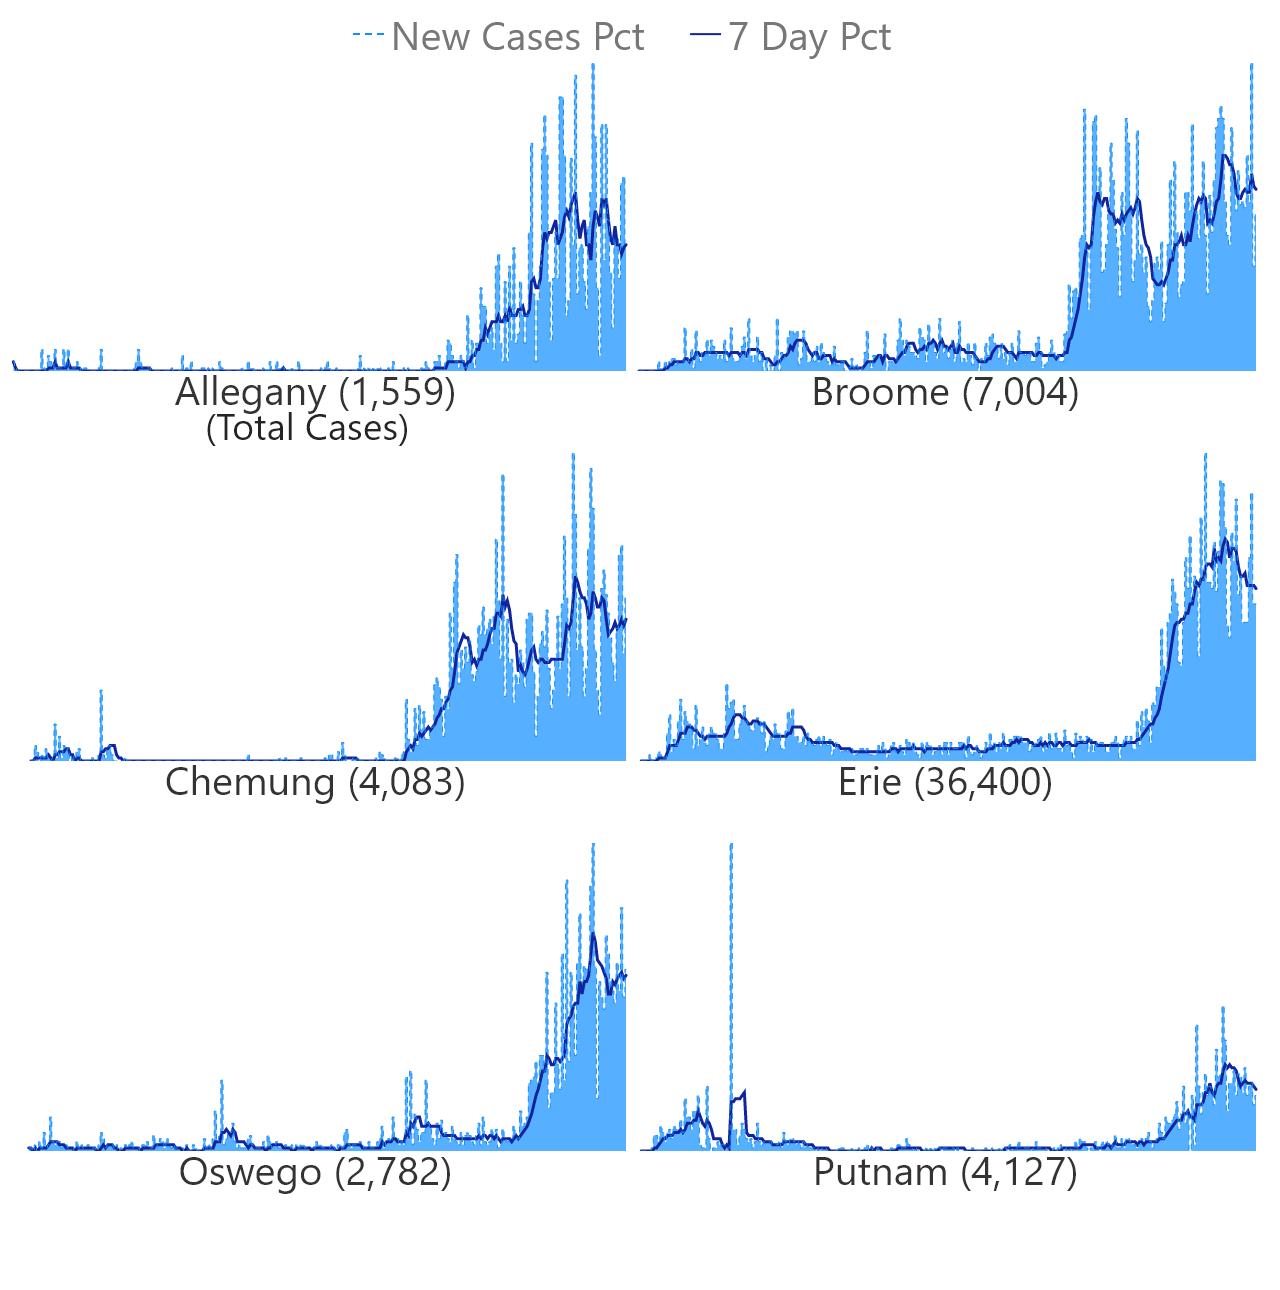 New Cases Pct 7 Day Pct
Allegany (1,559)
(Total Cases)
Broome (7,004)
Chemung (4,083)
Erie (36,400)
Oswego (2,782)
Putnam (4,127)